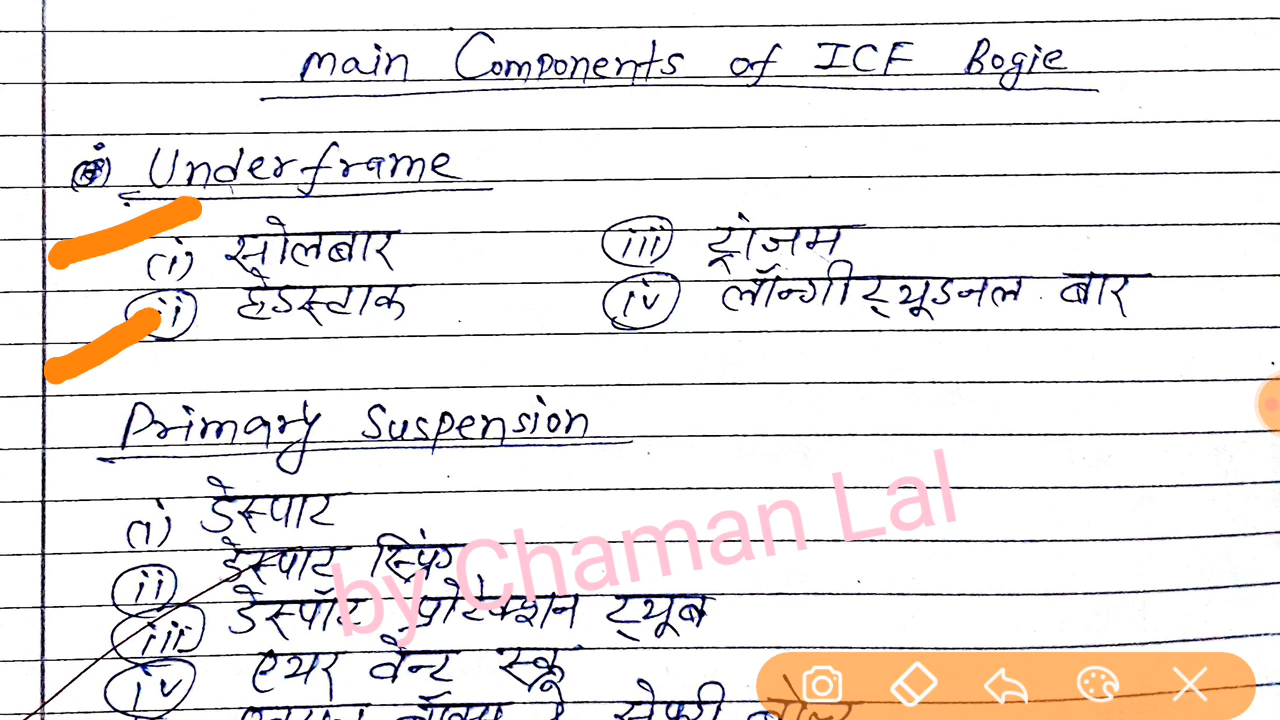 main Components of ICF Bogie
Underframe
(i) सोलबार
(iii) ट्रांजम
(ii) हेडस्टाक
(iv) लॉन्गीट्यूडनल बार
Primary Suspension
(i) डेस्पाट
(ii) डेस्पाट स्प्रिंग
(iii) डेस्पॉट प्रोटेक्शन ट्यूब
(iv) एयर वेन्ट स्क्रू
by Chaman Lal